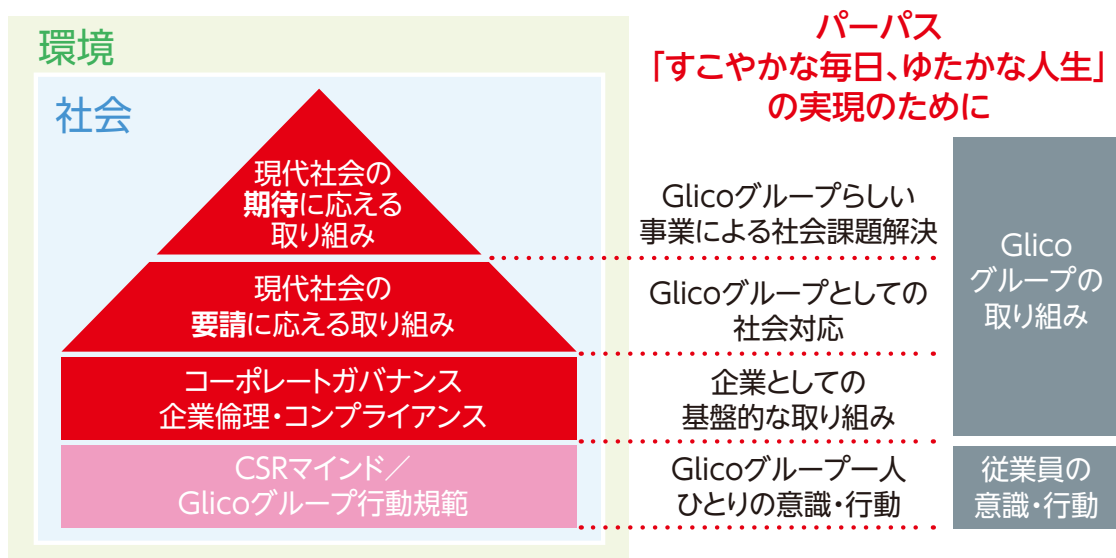 環境
社会
パーパス
「すこやかな毎日、ゆたかな人生」
の実現のために
現代社会の
期待に応える
取り組み
Glicoグループらしい
事業による社会課題解決
現代社会の
要請に応える取り組み
Glicoグループとしての
社会対応
コーポレートガバナンス
企業倫理・コンプライアンス
企業としての
基盤的な取り組み
Glico
グループの
取り組み
CSRマインド／
Glicoグループ行動規範
Glicoグループ一人
ひとりの意識・行動
従業員の
意識・行動